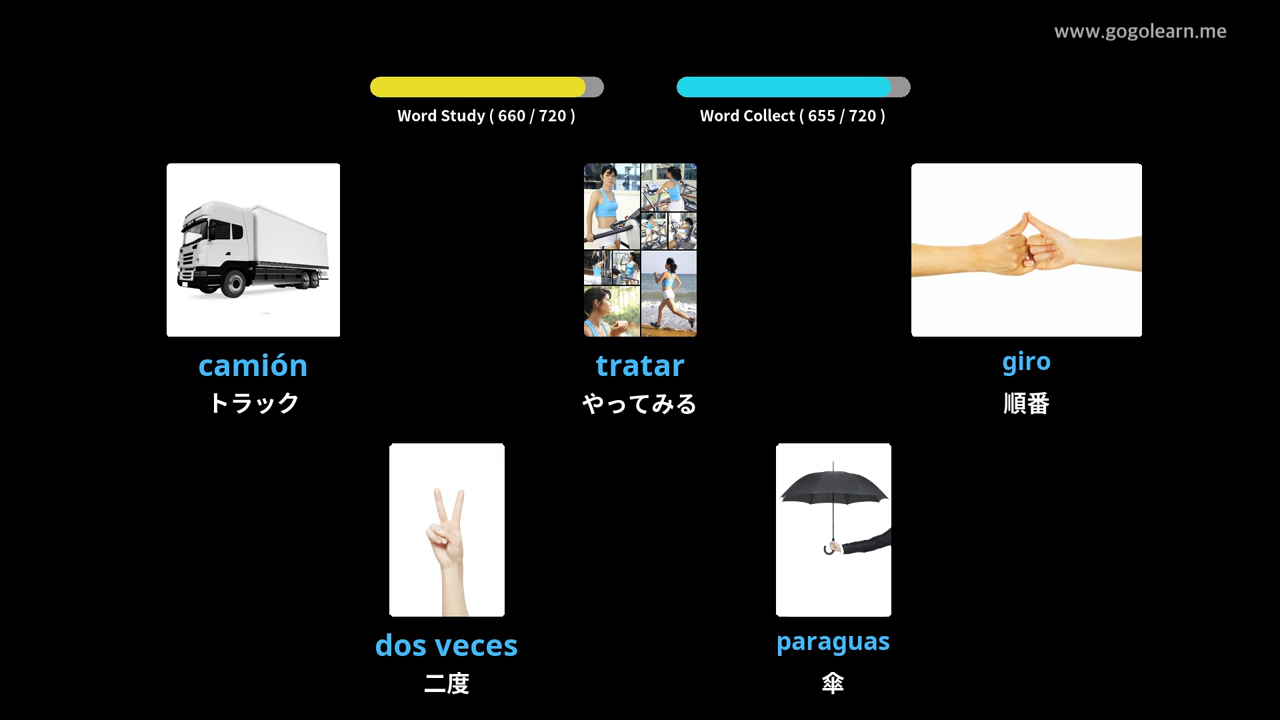 www.gogolearn.me
Word Study ( 660 / 720 )
Word Collect ( 655 / 720 )
camión
トラック
tratar
やってみる
giro
順番
dos veces
二度
paraguas
傘